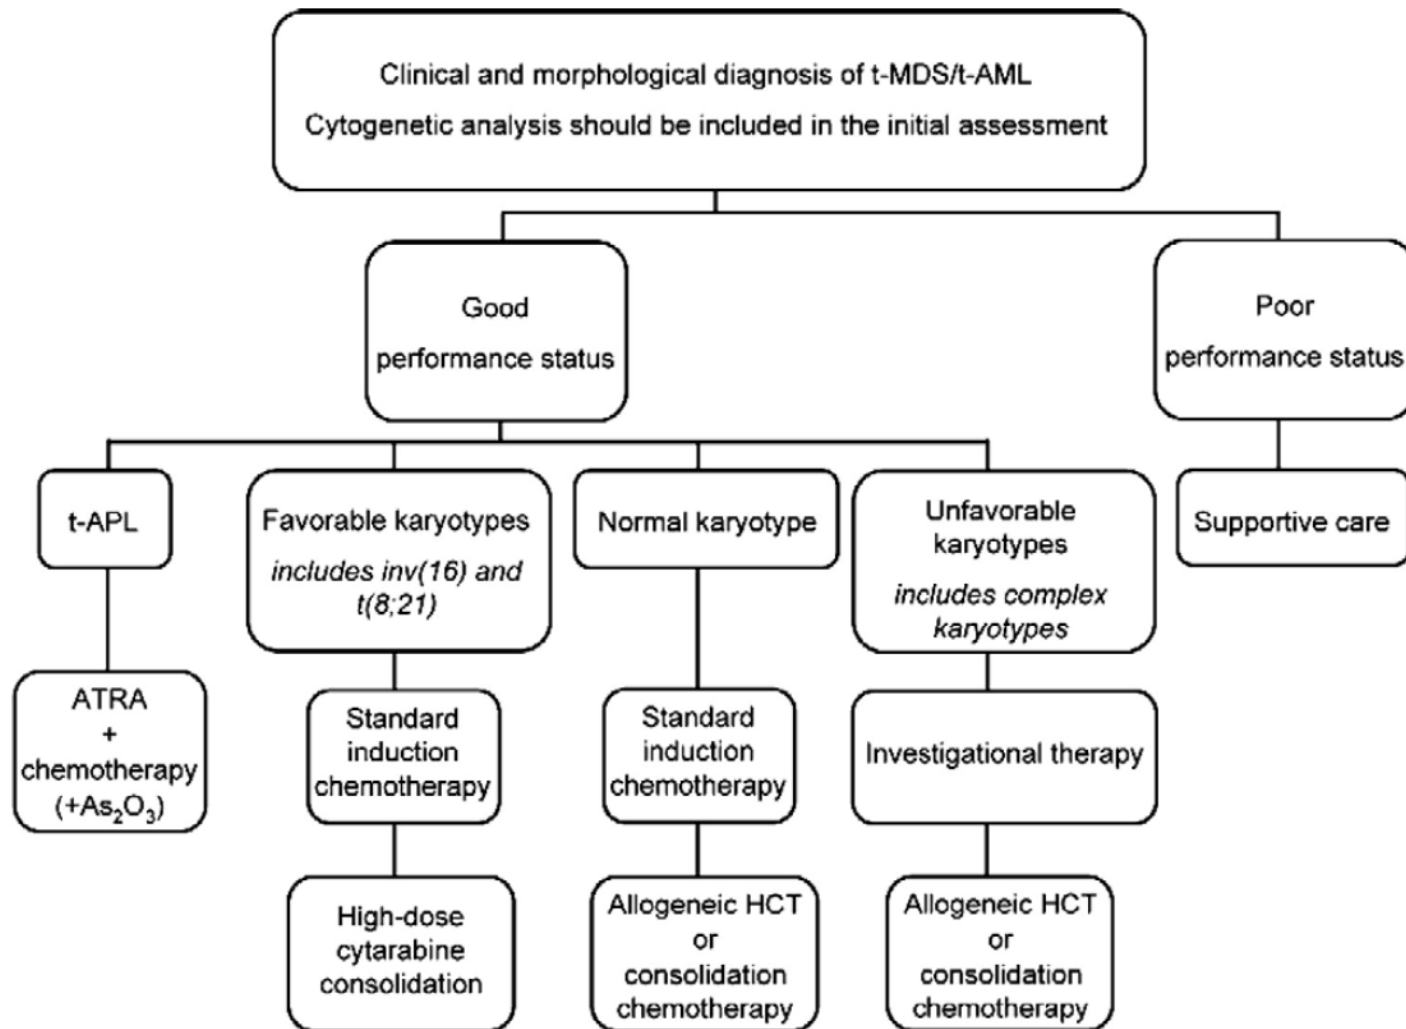 Clinical and morphological diagnosis of t-MDS/t-AML
Cytogenetic analysis should be included in the initial assessment
Good
performance status
Poor
performance status
t-APL
Favorable karyotypes
includes inv(16) and
t(8;21)
Normal karyotype
Unfavorable
karyotypes
includes complex
karyotypes
Supportive care
ATRA
+
chemotherapy
(+As₂O₃)
Standard
induction
chemotherapy
Standard
induction
chemotherapy
Investigational therapy
High-dose
cytarabine
consolidation
Allogeneic HCT
or
consolidation
chemotherapy
Allogeneic HCT
or
consolidation
chemotherapy